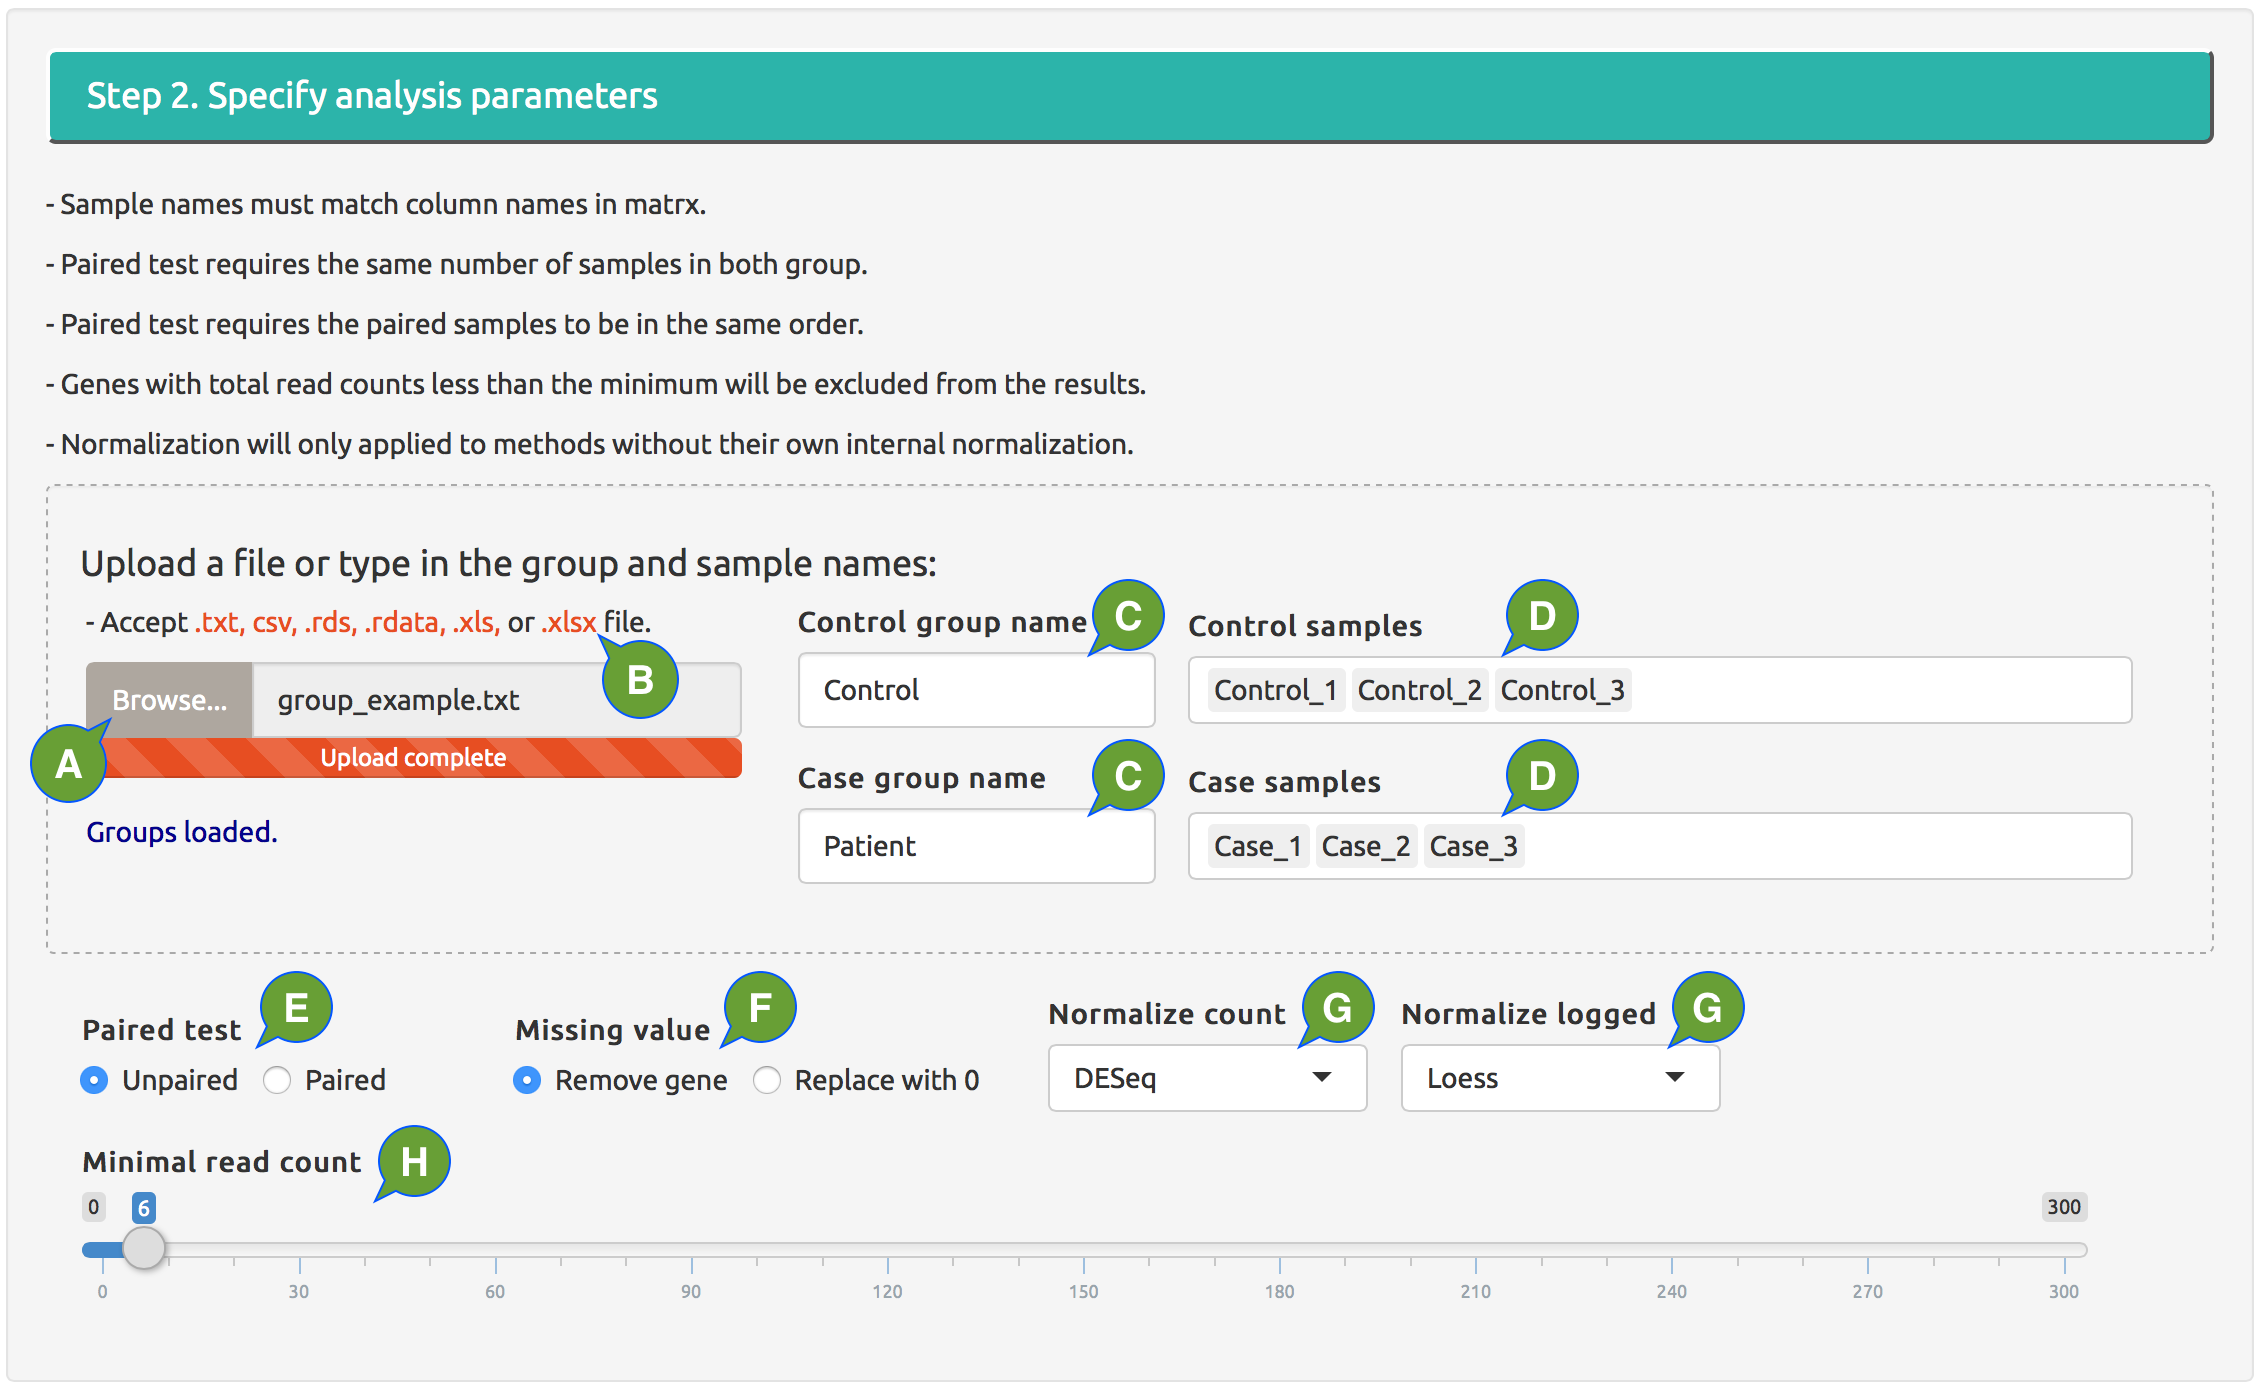 Step 2. Specify analysis parameters
- Sample names must match column names in matrx.
- Paired test requires the same number of samples in both group.
- Paired test requires the paired samples to be in the same order.
- Genes with total read counts less than the minimum will be excluded from the results.
- Normalization will only applied to methods without their own internal normalization.
Upload a file or type in the group and sample names:
- Accept .txt, csv, .rds, .rdata, .xls, or .xlsx file.
B
Browse... group_example.txt
A
Upload complete
Groups loaded.
Control group name C
Control
Control samples D
Control_1 Control_2 Control_3
Case group name C
Patient
Case samples D
Case_1 Case_2 Case_3
Paired test E
Unpaired Paired
Missing value F
Remove gene Replace with 0
Normalize count G
DESeq
Normalize logged G
Loess
Minimal read count H
0 6 300
0 30 60 90 120 150 180 210 240 270 300